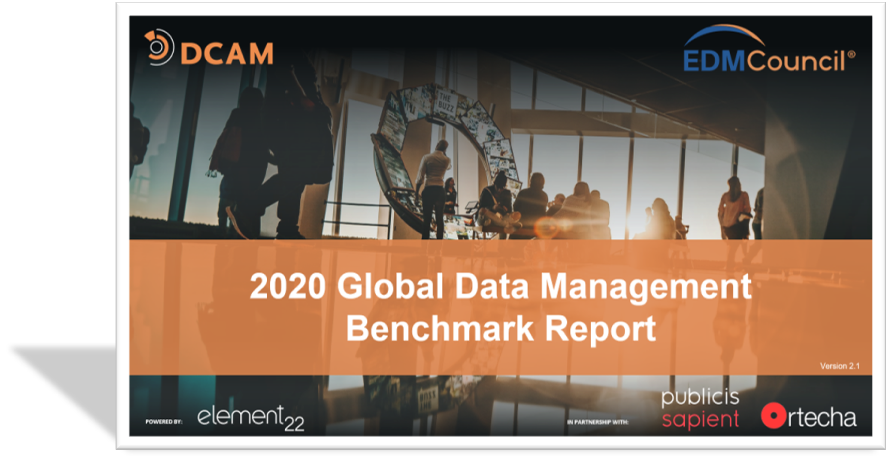 DCAM
EDMCouncil®
THE
BUZZ
2020 Global Data Management
Benchmark Report
Version 2.1
POWERED BY:
element22
IN PARTNERSHIP WITH:
publicis
sapient
Ortecha